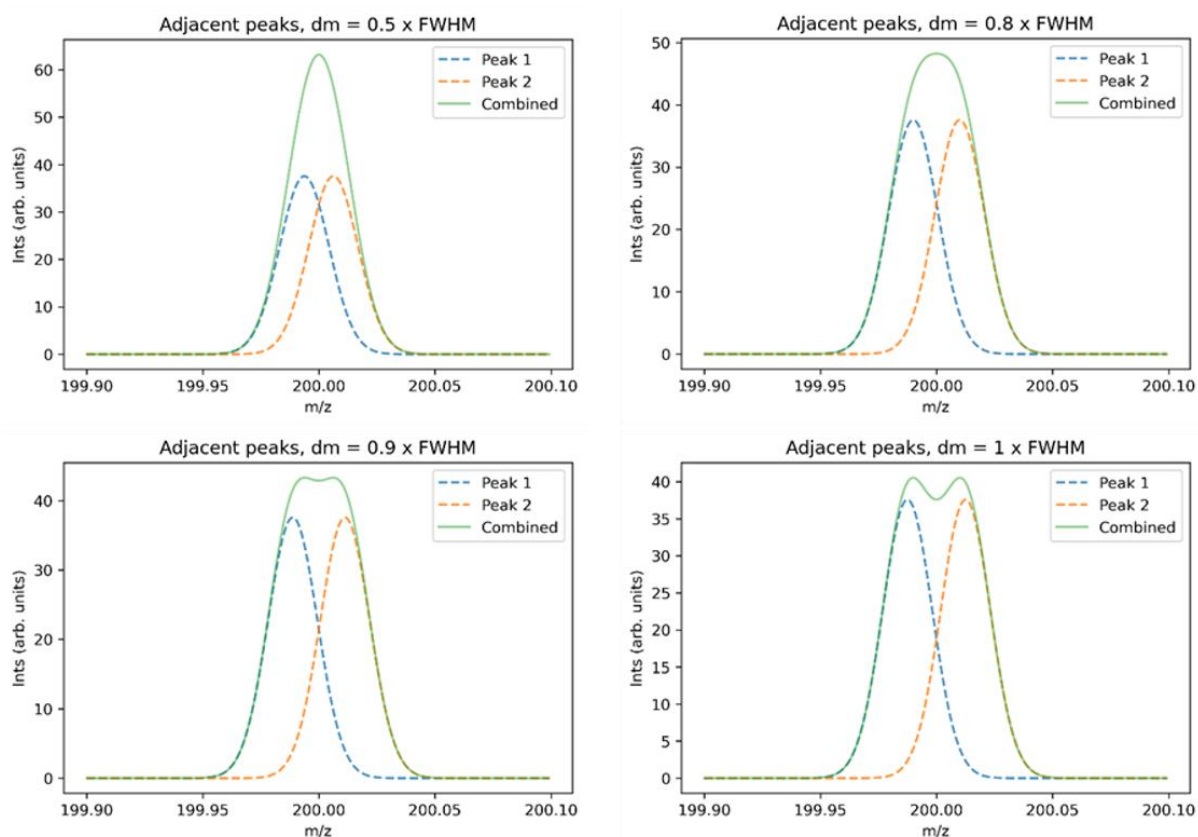 Adjacent peaks, dm = 0.5 x FWHM
Peak 1
Peak 2
Combined
Ints (arb. units)
60
50
40
30
20
10
0
199.90 199.95 200.00 200.05 200.10
m/z
Adjacent peaks, dm = 0.8 x FWHM
Peak 1
Peak 2
Combined
Ints (arb. units)
50
40
30
20
10
0
199.90 199.95 200.00 200.05 200.10
m/z
Adjacent peaks, dm = 0.9 x FWHM
Peak 1
Peak 2
Combined
Ints (arb. units)
40
30
20
10
0
199.90 199.95 200.00 200.05 200.10
m/z
Adjacent peaks, dm = 1 x FWHM
Peak 1
Peak 2
Combined
Ints (arb. units)
40
35
30
25
20
15
10
5
0
199.90 199.95 200.00 200.05 200.10
m/z